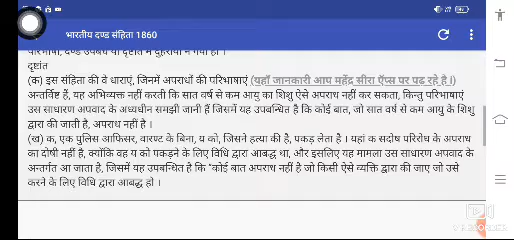 भारतीय दण्ड संहिता 1860
परिभाषा, दण्ड उपबंध या दृष्टांत में दुहराया न गया हो।
दृष्टांत
(क) इस संहिता की वे धाराएं, जिनमें अपराधों की परिभाषाएं (यहाँ जानकारी आप महेंद्र सीरा ऍप्स पर पढ रहे है।)
अन्तर्विष्ट हैं, यह अभिव्यक्त नहीं करती कि सात वर्ष से कम आयु का शिशु ऐसे अपराध नहीं कर सकता, किन्तु परिभाषाएं
उस साधारण अपवाद के अध्यधीन समझी जानी हैं जिसमें यह उपबन्धित है कि कोई बात, जो सात वर्ष से कम आयु के शिशु
द्वारा की जाती है, अपराध नहीं है ।
(ख) क, एक पुलिस आफिसर, वारण्ट के बिना, य को, जिसने हत्या की है, पकड़ लेता है । यहां क सदोष परिरोध के अपराध
का दोषी नहीं है, क्योंकि वह य को पकड़ने के लिए विधि द्वारा आबद्ध था, और इसलिए यह मामला उस साधारण अपवाद के
अन्तर्गत आ जाता है, जिसमें यह उपबन्धित है कि "कोई बात अपराध नहीं है जो किसी ऐसे व्यक्ति द्वारा की जाए जो उसे
करने के लिए विधि द्वारा आबद्ध हो ।